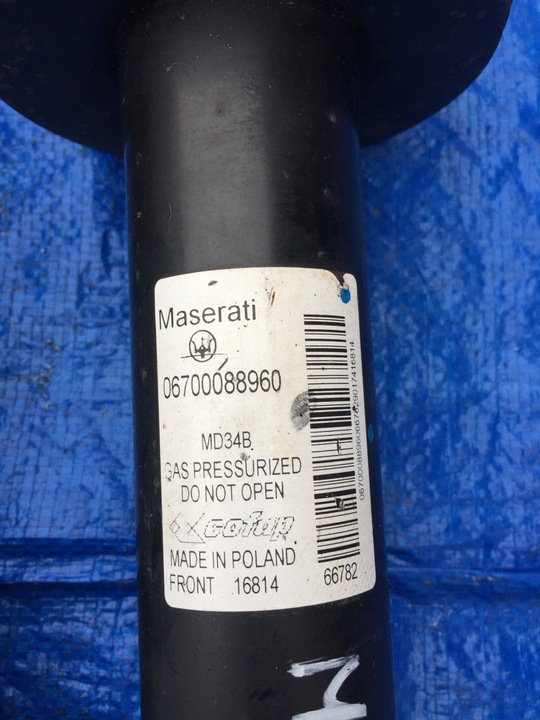 Maserati
06700088960
MD34B
GAS PRESSURIZED
DO NOT OPEN
cofap
MADE IN POLAND
FRONT 16814
66782